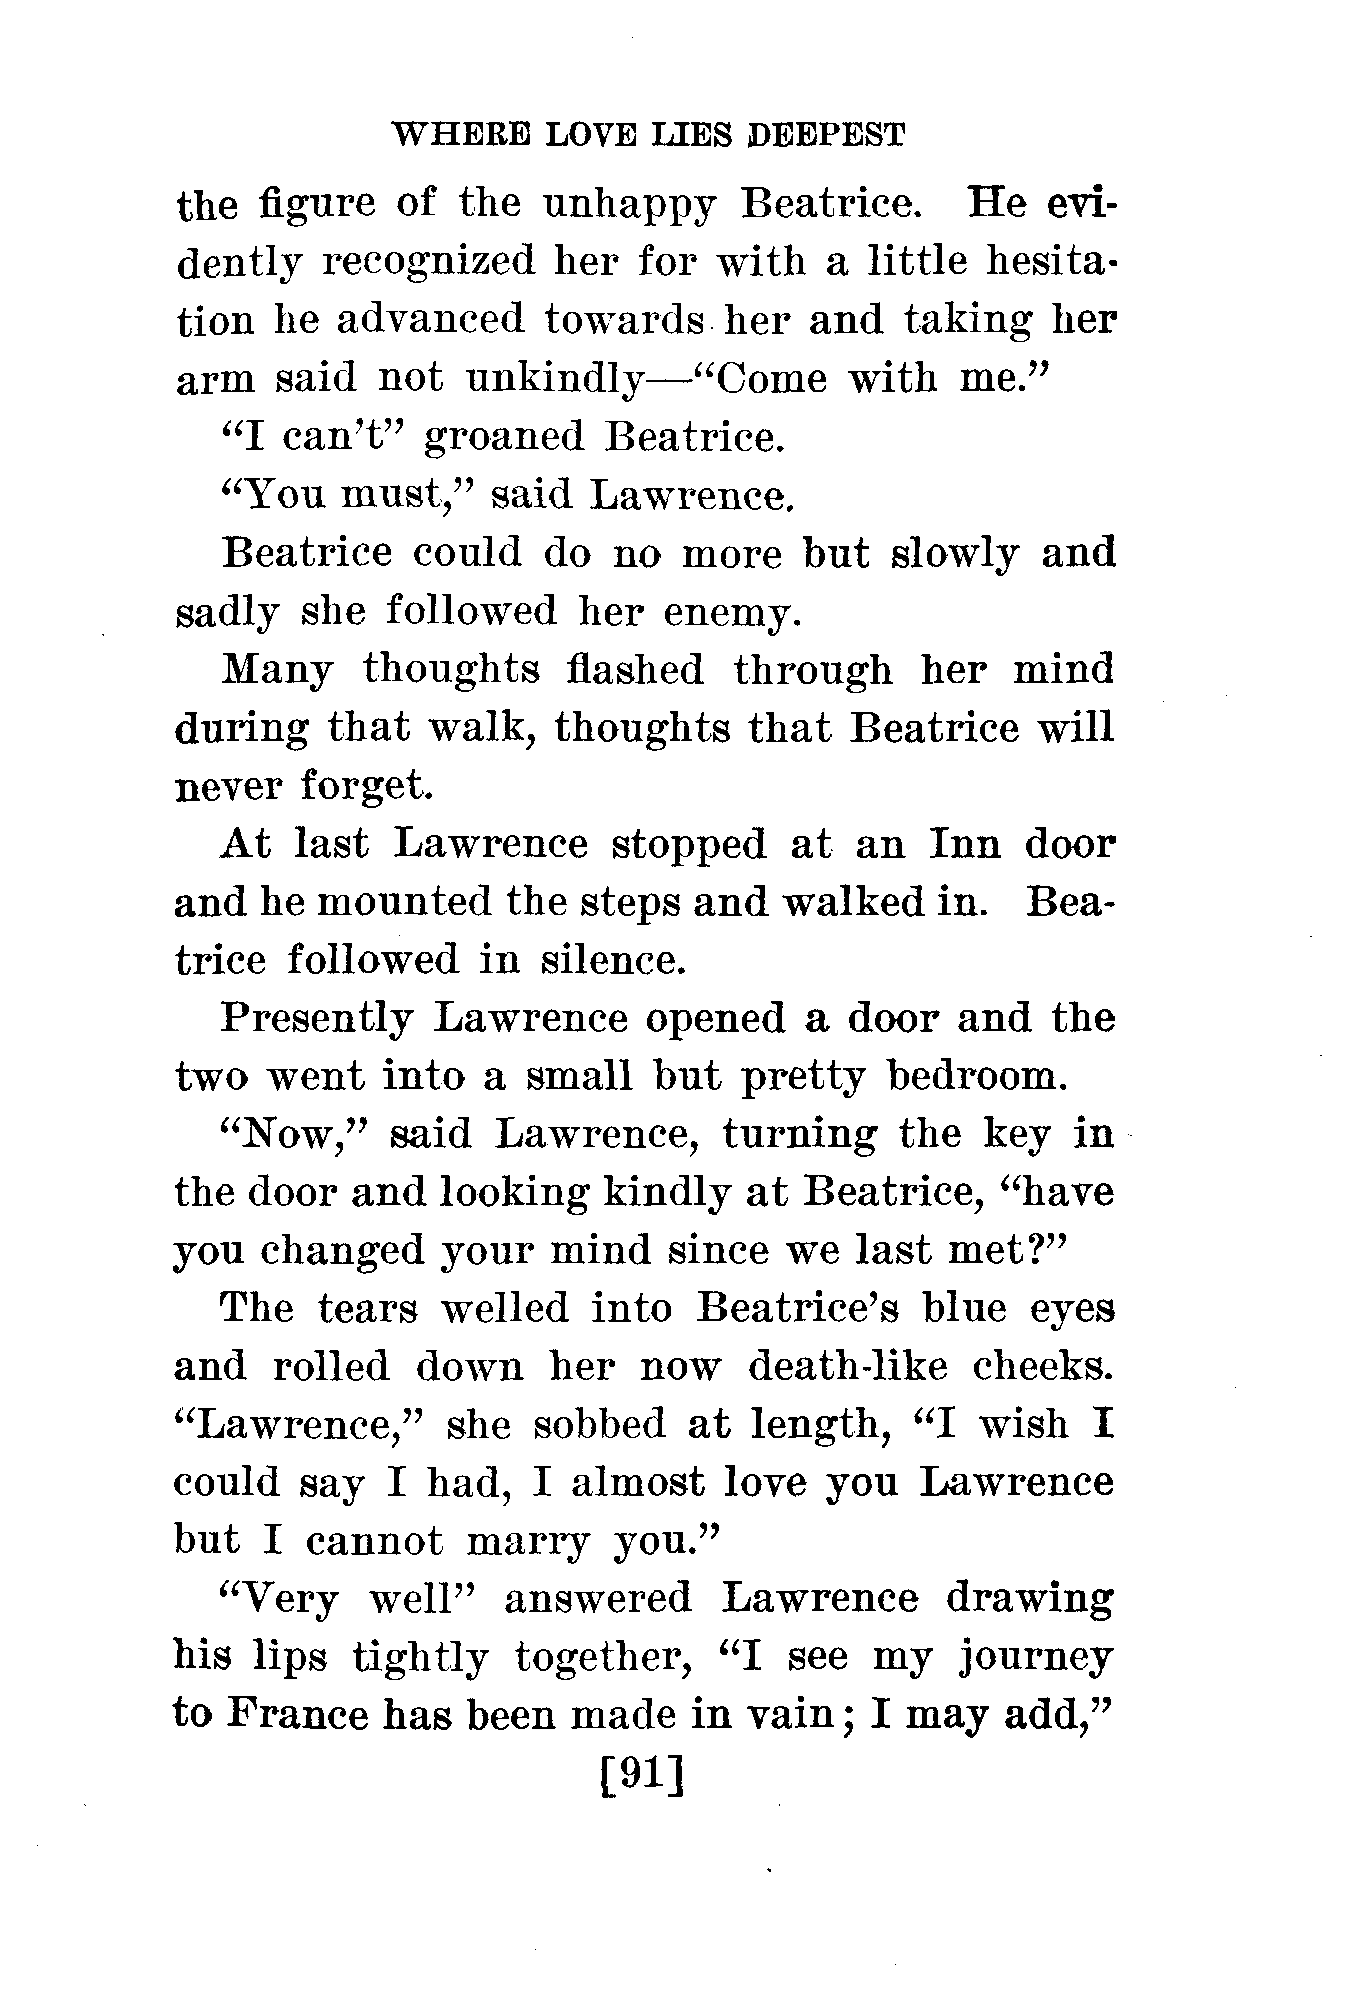 WHERE LOVE LIES DEEPEST
the figure of the unhappy Beatrice. He evi-
dently recognized her for with a little hesita-
tion he advanced towards her and taking her
arm said not unkindly—“Come with me.”
“I can’t” groaned Beatrice.
“You must,” said Lawrence.
Beatrice could do no more but slowly and
sadly she followed her enemy.
Many thoughts flashed through her mind
during that walk, thoughts that Beatrice will
never forget.
At last Lawrence stopped at an Inn door
and he mounted the steps and walked in. Bea-
trice followed in silence.
Presently Lawrence opened a door and the
two went into a small but pretty bedroom.
“Now,” said Lawrence, turning the key in
the door and looking kindly at Beatrice, “have
you changed your mind since we last met?”
The tears welled into Beatrice’s blue eyes
and rolled down her now death-like cheeks.
“Lawrence,” she sobbed at length, “I wish I
could say I had, I almost love you Lawrence
but I cannot marry you.”
“Very well” answered Lawrence drawing
his lips tightly together, “I see my journey
to France has been made in vain; I may add,”
[91]